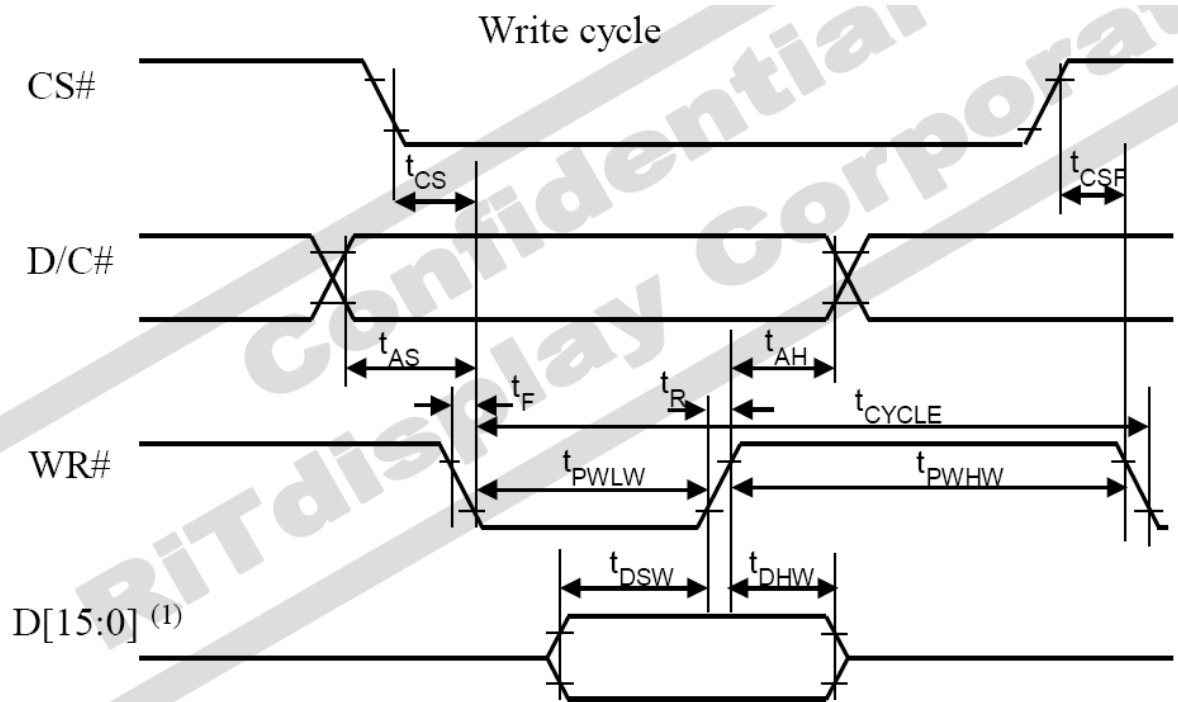 Write cycle
CS#
tCS
tCSF
D/C#
tAS
tAH
tF
tR
tCYCLE
WR#
tPWLW
tPWHW
tDSW
tDHW
D[15:0] (1)
Confidential
RiTdisplay Corporat